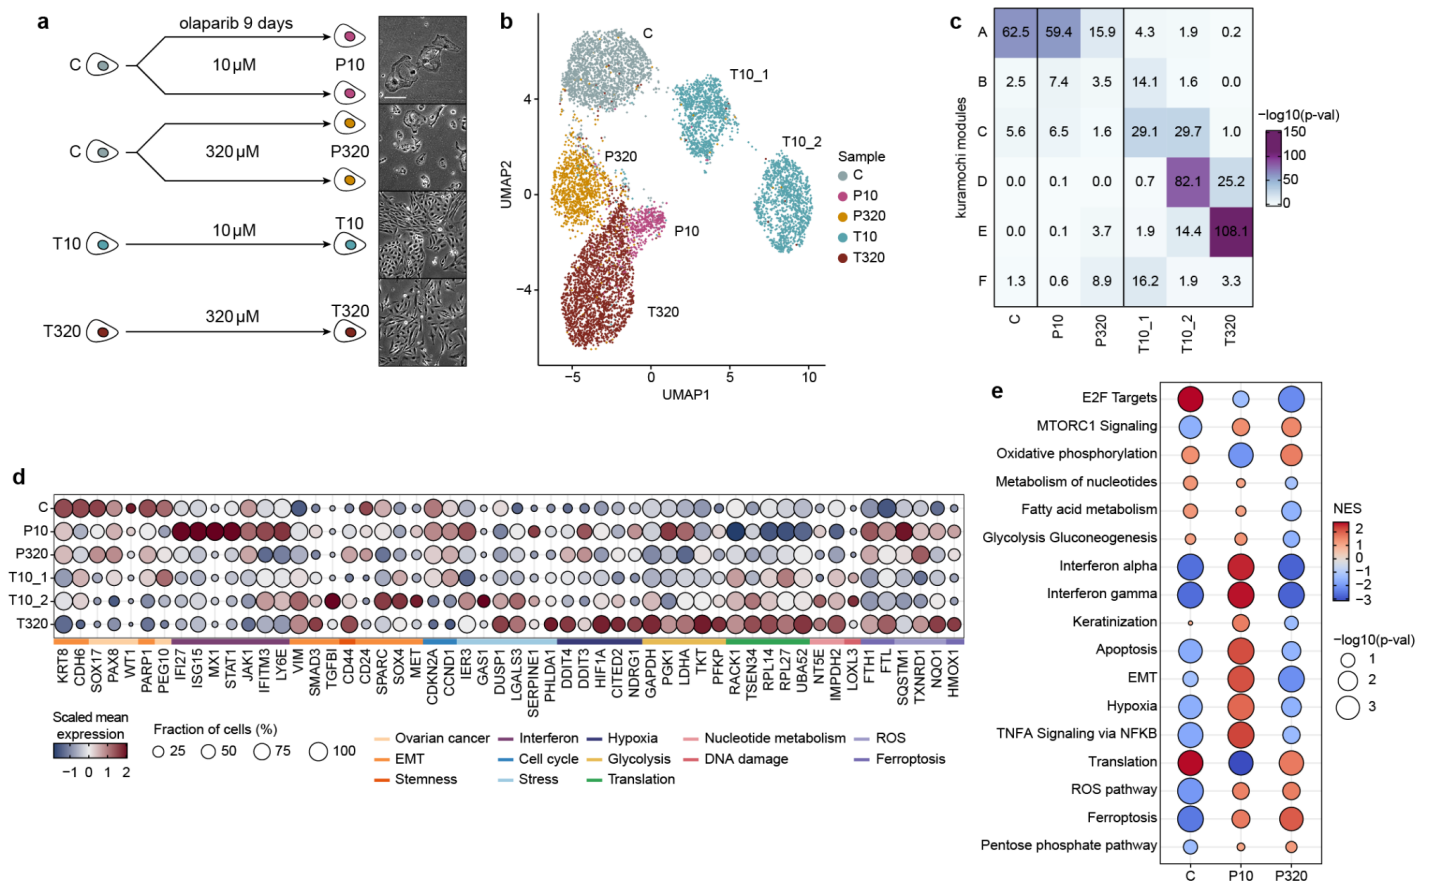 a
olaparib 9 days
C
10 µM
P10
C
320 µM
P320
T10
10 µM
T10
T320
320 µM
T320
b
C
T10_1
T10_2
P320
P10
T320
4
0
−4
UMAP2
−5
0
5
10
UMAP1
Sample
C
P10
P320
T10
T320
c
kuramochi modules
A 62.5 59.4 15.9 4.3 1.9 0.2
B 2.5 7.4 3.5 14.1 1.6 0.0
C 5.6 6.5 1.6 29.1 29.7 1.0
D 0.0 0.1 0.0 0.7 82.1 25.2
E 0.0 0.1 3.7 1.9 14.4 108.1
F 1.3 0.6 8.9 16.2 1.9 3.3
C P10 P320 T10_1 T10_2 T320
−log10(p-val)
150
100
50
0
d
C
P10
P320
T10_1
T10_2
T320
KRT8 CDH6 SOX17 PAX8 WT1 PARP1 PEG10 IFI27 ISG15 MX1 STAT1 JAK1 IFITM3 LY6E VIM SMAD3 TGFBI CD44 CD24 SPARC SOX4 MET CDKN2A CCND1 IER3 GAS1 DUSP1 LGALS3 SERPINE1 PHLDA1 DDIT4 DDIT3 HIF1A CITED2 NDRG1 GAPDH PGK1 LDHA TKT PFKP RACK1 TSEN34 RPL14 RPL27 UBA52 NT5E IMPDH2 LOXL3 FTH1 FTL SQSTM1 TXNRD1 NQO1 HMOX1
Scaled mean
expression
−1 0 1 2
Fraction of cells (%)
25 50 75 100
Ovarian cancer
EMT
Stemness
Interferon
Cell cycle
Stress
Hypoxia
Glycolysis
Translation
Nucleotide metabolism
DNA damage
ROS
Ferroptosis
e
E2F Targets
MTORC1 Signaling
Oxidative phosphorylation
Metabolism of nucleotides
Fatty acid metabolism
Glycolysis Gluconeogenesis
Interferon alpha
Interferon gamma
Keratinization
Apoptosis
EMT
Hypoxia
TNFA Signaling via NFKB
Translation
ROS pathway
Ferroptosis
Pentose phosphate pathway
C P10 P320
NES
2
1
0
−1
−2
−3
−log10(p-val)
1
2
3